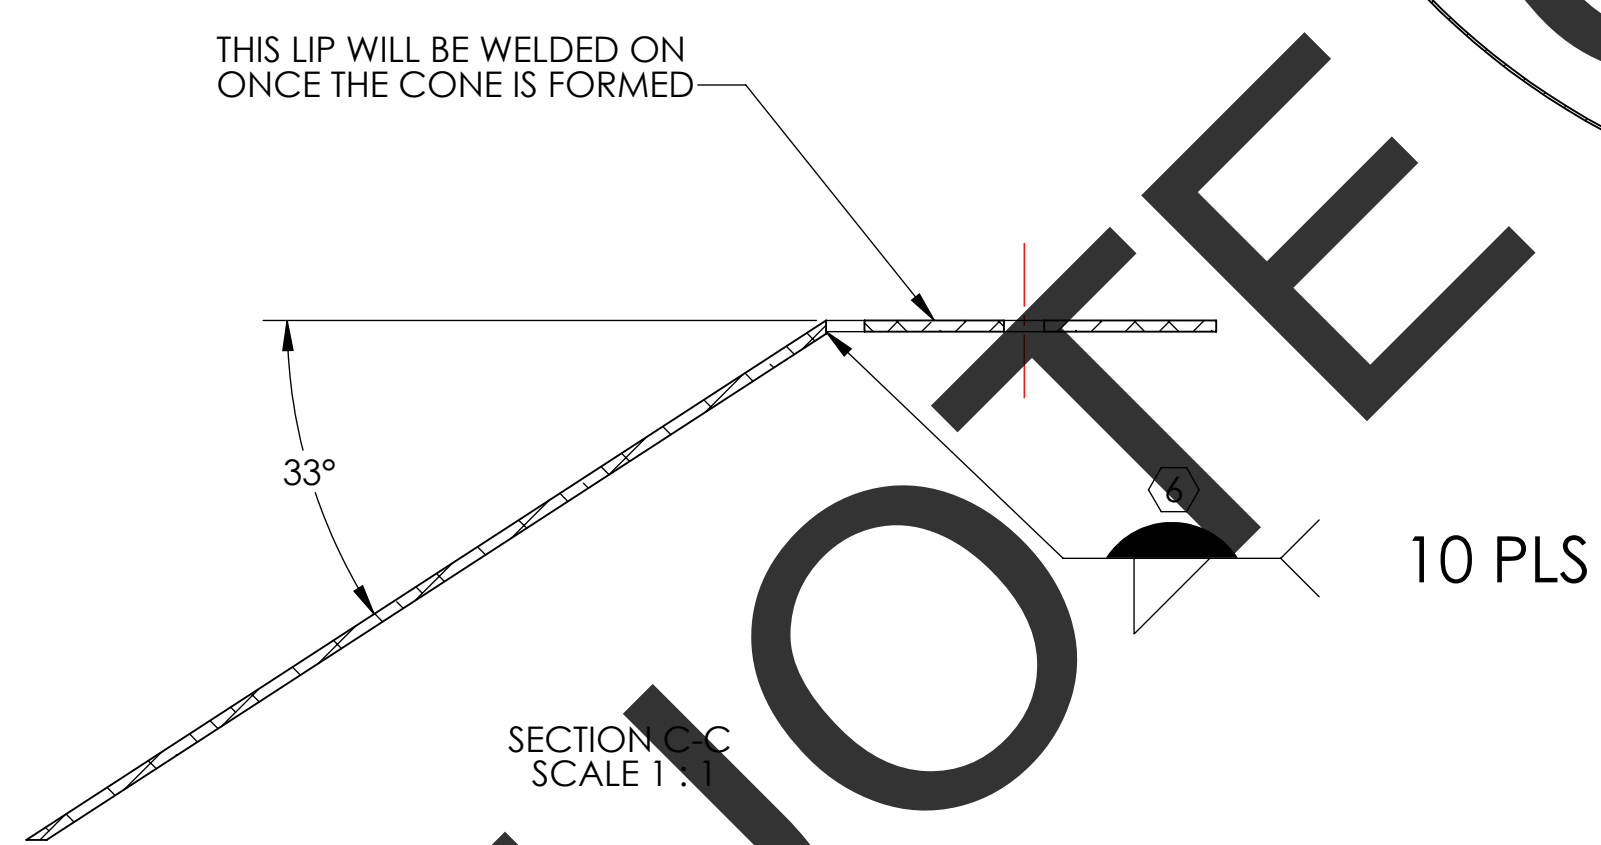 THIS LIP WILL BE WELDED ON
ONCE THE CONE IS FORMED
33°
6
10 PLS
SECTION C-C
SCALE 1 : 1
OTE